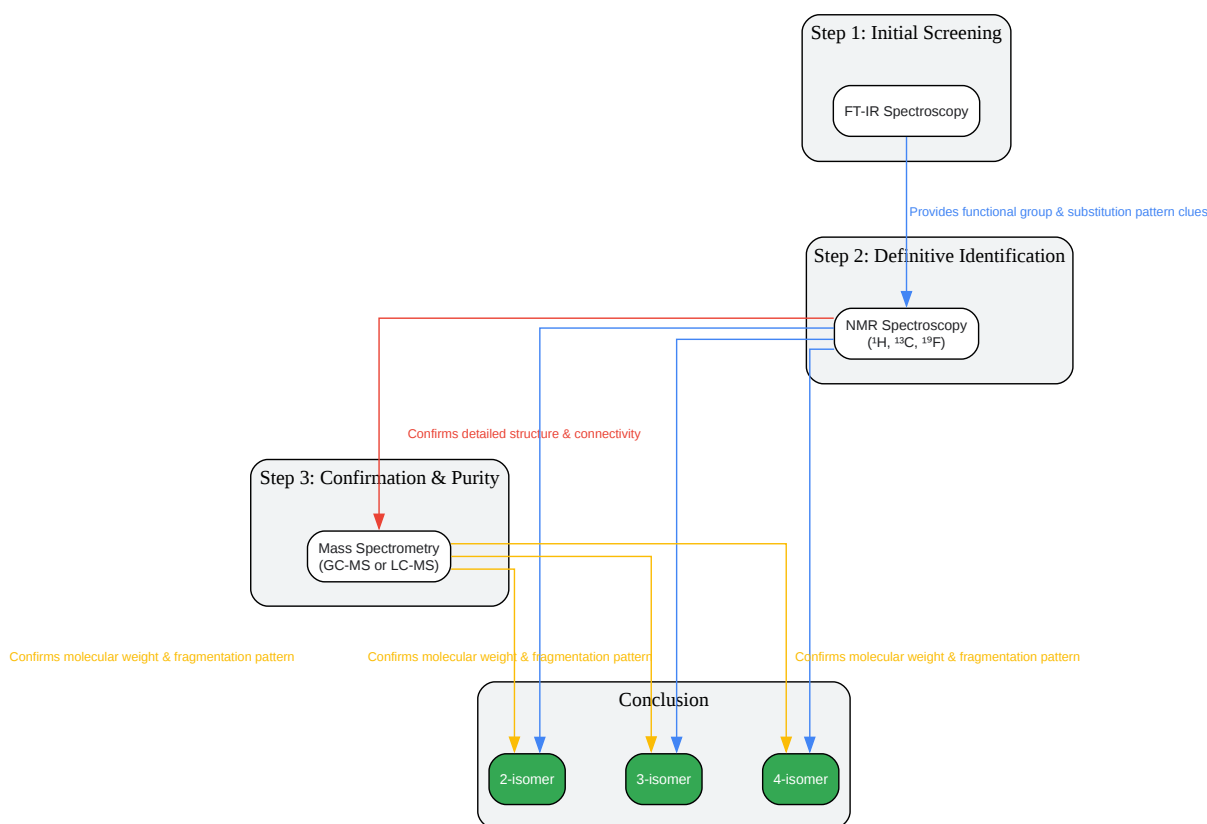 Step 1: Initial Screening
FT-IR Spectroscopy
Provides functional group & substitution pattern clues
Step 2: Definitive Identification
NMR Spectroscopy
(¹H, ¹³C, ¹⁹F)
Confirms detailed structure & connectivity
Step 3: Confirmation & Purity
Mass Spectrometry
(GC-MS or LC-MS)
Confirms molecular weight & fragmentation pattern
Confirms molecular weight & fragmentation pattern
Confirms molecular weight & fragmentation pattern
Conclusion
2-isomer
3-isomer
4-isomer